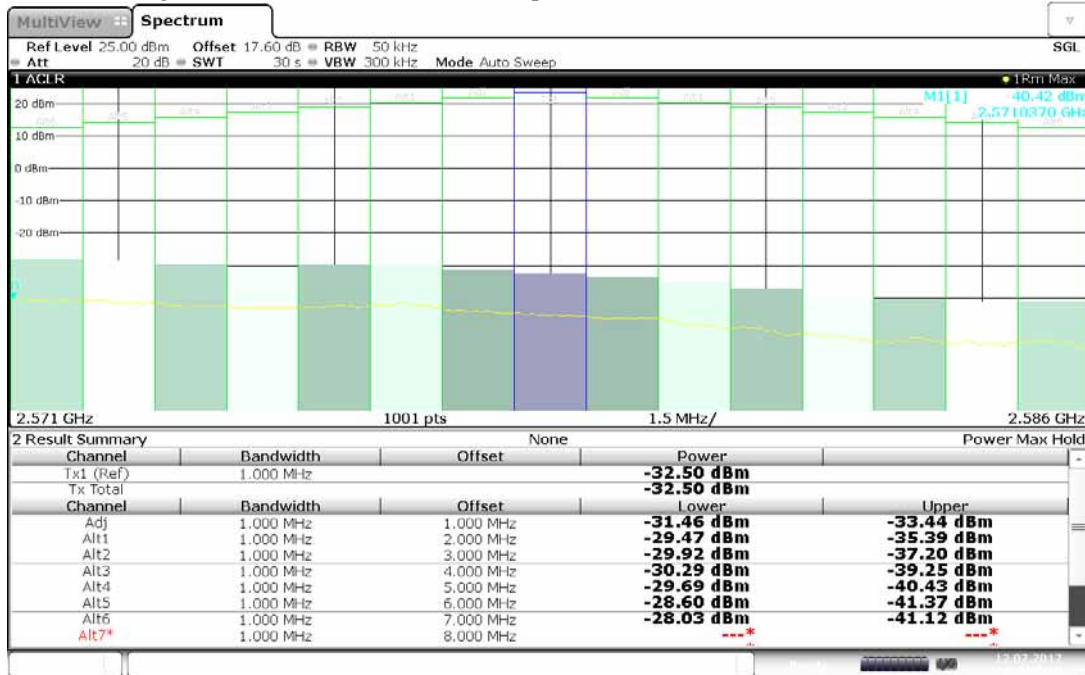 MultiView Spectrum
Ref Level 25.00 dBm Offset 17.60 dB RBW 50 kHz SGL
Att 20 dB SWT 30 s VBW 300 kHz Mode Auto Sweep
1 ACLR 1Rm Max
M1[1] 40.42 dBm
2.5710370 GHz
20 dBm
10 dBm
0 dBm
-10 dBm
-20 dBm
2.571 GHz 1001 pts 1.5 MHz/ 2.586 GHz
2 Result Summary None Power Max Hold
Channel Bandwidth Offset Power
Tx1 (Ref) 1.000 MHz -32.50 dBm
Tx Total -32.50 dBm
Channel Bandwidth Offset Lower Upper
Adj 1.000 MHz 1.000 MHz -31.46 dBm -33.44 dBm
Alt1 1.000 MHz 2.000 MHz -29.47 dBm -35.39 dBm
Alt2 1.000 MHz 3.000 MHz -29.92 dBm -37.20 dBm
Alt3 1.000 MHz 4.000 MHz -30.29 dBm -39.25 dBm
Alt4 1.000 MHz 5.000 MHz -29.69 dBm -40.43 dBm
Alt5 1.000 MHz 6.000 MHz -28.60 dBm -41.37 dBm
Alt6 1.000 MHz 7.000 MHz -28.03 dBm -41.12 dBm
Alt7* 1.000 MHz 8.000 MHz ---* ---*
12.07.2017